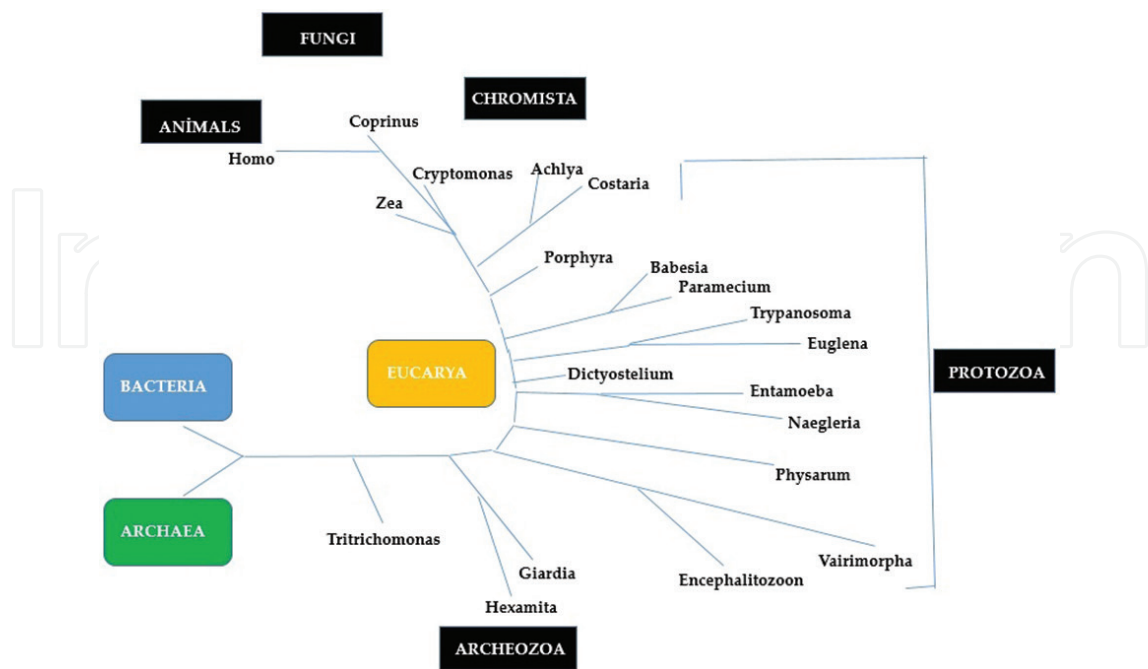 FUNGI
CHROMISTA
ANİMALS
Coprinus
Homo
Cryptomonas
Achlya
Costaria
Zea
Porphyra
Babesia
Paramecium
Trypanosoma
Euglena
BACTERIA
EUCARYA
Dictyostelium
PROTOZOA
Entamoeba
Naegleria
Physarum
ARCHAEA
Tritrichomonas
Giardia
Encephalitozoon
Vairimorpha
Hexamita
ARCHEOZOA